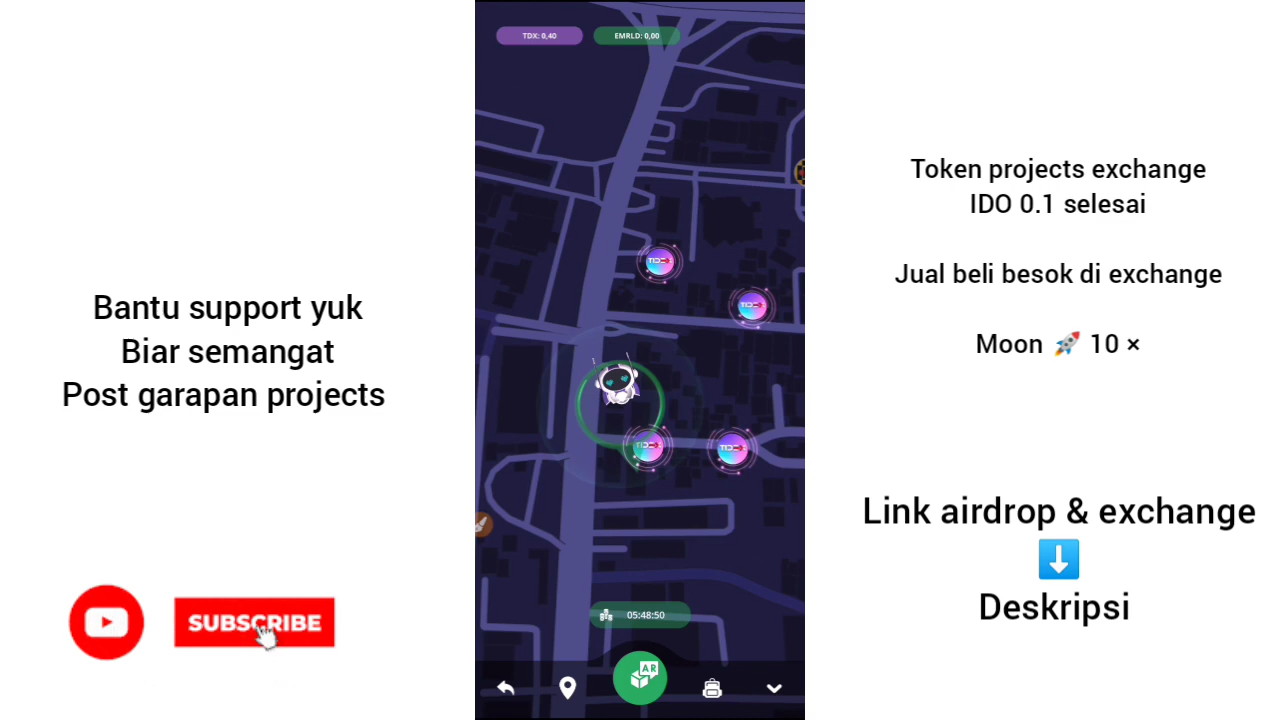 Bantu support yuk
Biar semangat
Post garapan projects
SUBSCRIBE
TDX: 0,40
EMRLD: 0,00
05:48:50
AR
Token projects exchange
IDO 0.1 selesai
Jual beli besok di exchange
Moon 🚀 10 ×
Link airdrop & exchange
⬇️
Deskripsi